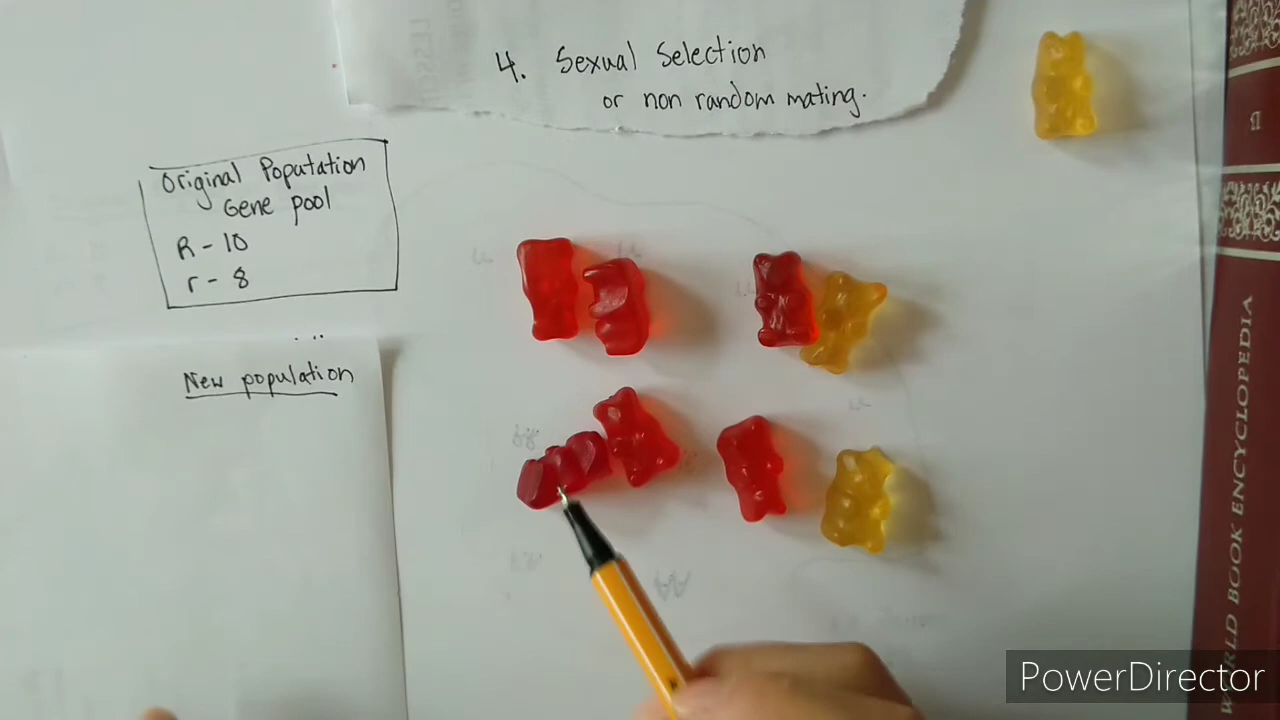 4. Sexual Selection
or non random mating.
Original Population
Gene pool
R - 10
r - 8
New population
WORLD BOOK ENCYCLOPEDIA
PowerDirector